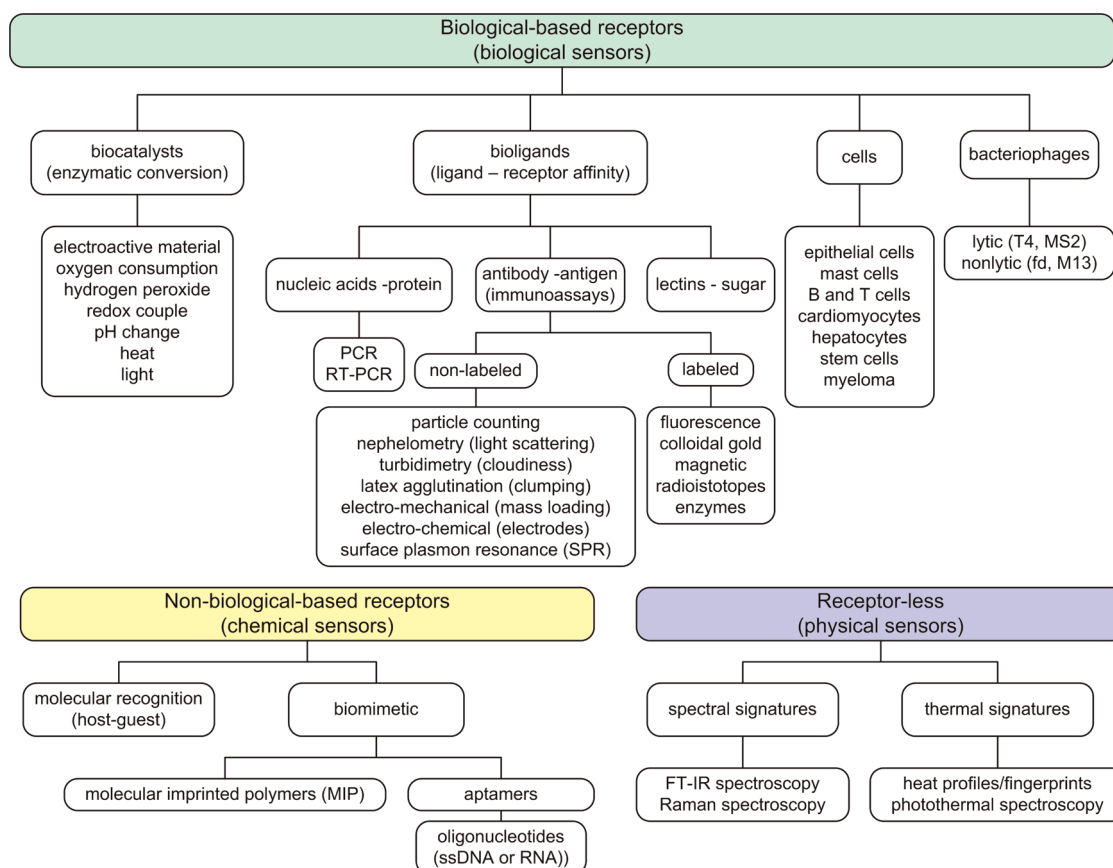 Biological-based receptors
(biological sensors)
biocatalysts
(enzymatic conversion)
bioligands
(ligand – receptor affinity)
cells
bacteriophages
electroactive material
oxygen consumption
hydrogen peroxide
redox couple
pH change
heat
light
nucleic acids -protein
antibody -antigen
(immunoassays)
lectins - sugar
epithelial cells
mast cells
B and T cells
cardiomyocytes
hepatocytes
stem cells
myeloma
lytic (T4, MS2)
nonlytic (fd, M13)
PCR
RT-PCR
non-labeled
labeled
particle counting
nephelometry (light scattering)
turbidimetry (cloudiness)
latex agglutination (clumping)
electro-mechanical (mass loading)
electro-chemical (electrodes)
surface plasmon resonance (SPR)
fluorescence
colloidal gold
magnetic
radioistotopes
enzymes
Non-biological-based receptors
(chemical sensors)
molecular recognition
(host-guest)
biomimetic
molecular imprinted polymers (MIP)
aptamers
oligonucleotides
(ssDNA or RNA))
Receptor-less
(physical sensors)
spectral signatures
thermal signatures
FT-IR spectroscopy
Raman spectroscopy
heat profiles/fingerprints
photothermal spectroscopy